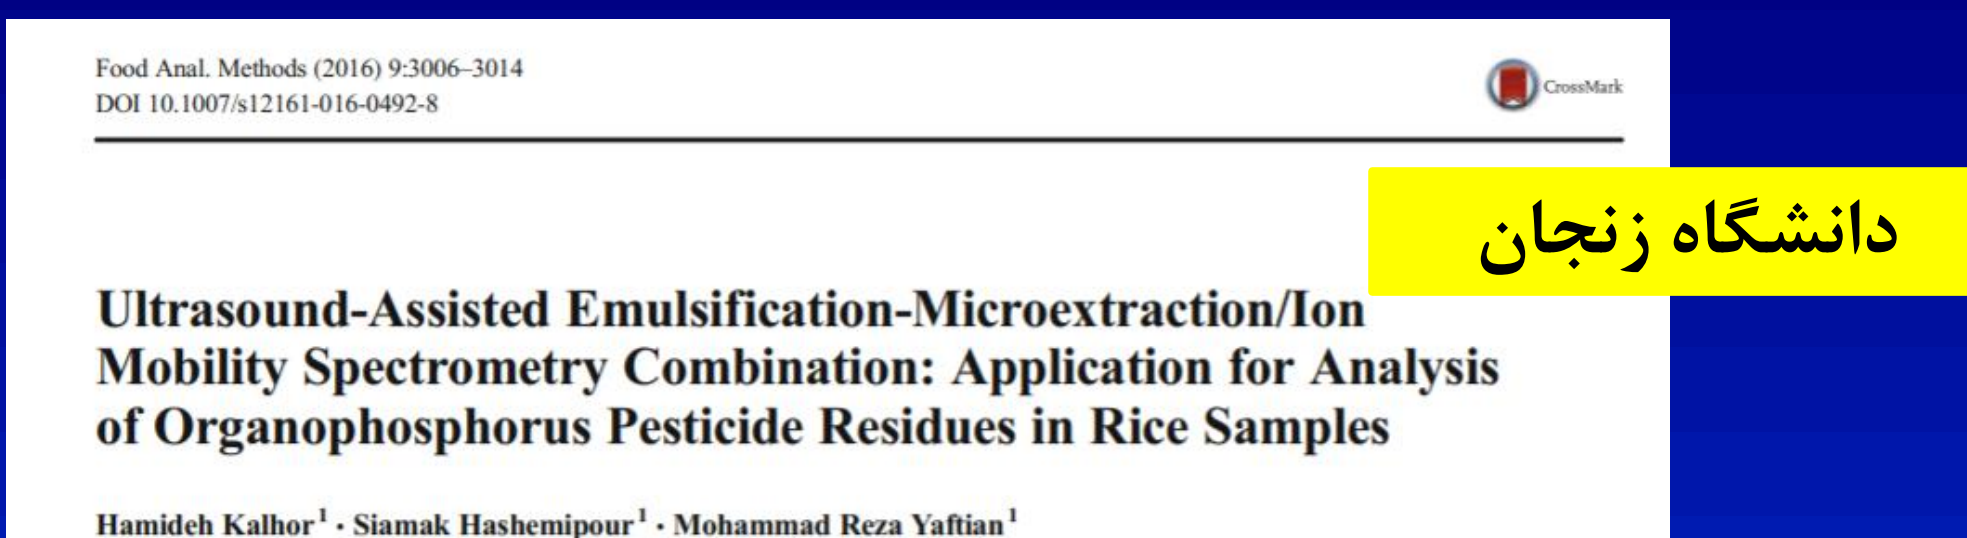 Food Anal. Methods (2016) 9:3006–3014
DOI 10.1007/s12161-016-0492-8
CrossMark
دانشگاه زنجان
Ultrasound-Assisted Emulsification-Microextraction/Ion
Mobility Spectrometry Combination: Application for Analysis
of Organophosphorus Pesticide Residues in Rice Samples
Hamideh Kalhor¹ · Siamak Hashemipour¹ · Mohammad Reza Yaftian¹